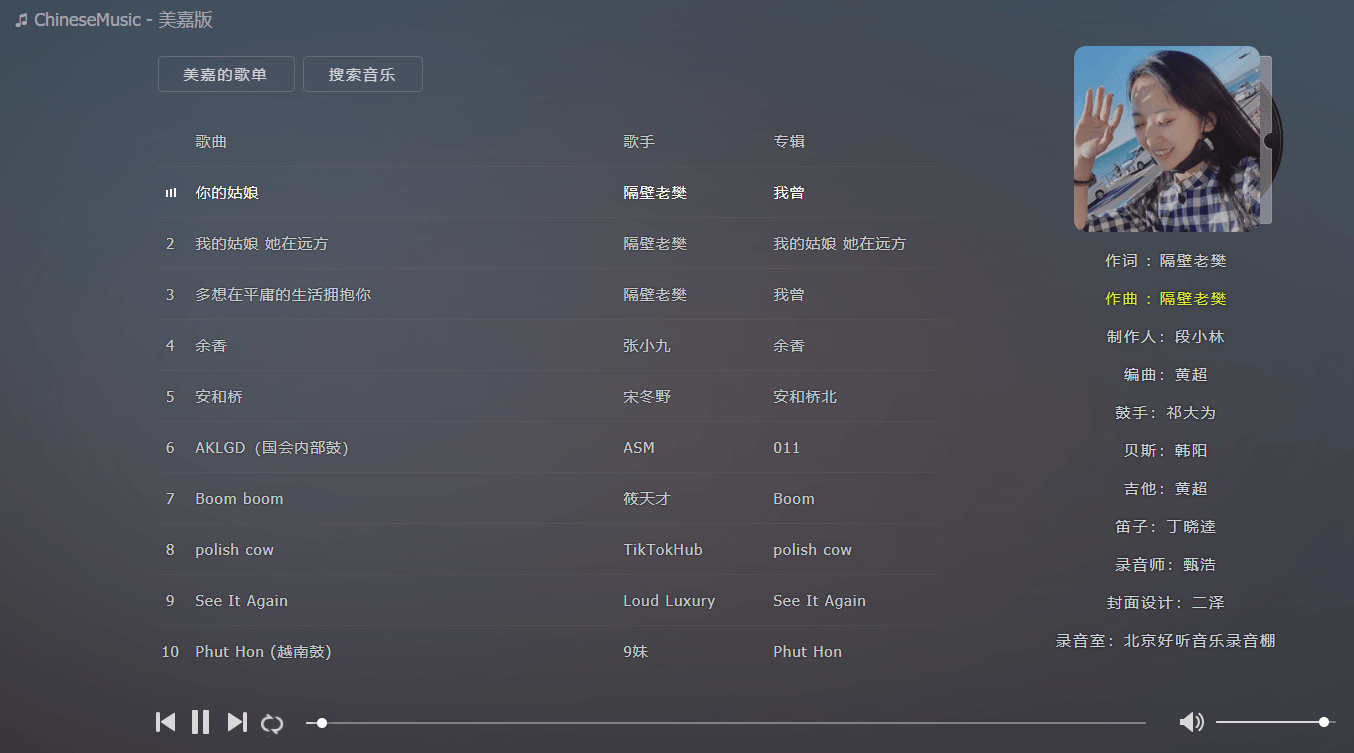 ChineseMusic - 美嘉版
美嘉的歌单 搜索音乐
歌曲 歌手 专辑
你的姑娘 隔壁老樊 我曾
2 我的姑娘 她在远方 隔壁老樊 我的姑娘 她在远方
3 多想在平庸的生活拥抱你 隔壁老樊 我曾
4 余香 张小九 余香
5 安和桥 宋冬野 安和桥北
6 AKLGD（国会内部鼓） ASM 011
7 Boom boom 筱天才 Boom
8 polish cow TikTokHub polish cow
9 See It Again Loud Luxury See It Again
10 Phut Hon (越南鼓) 9妹 Phut Hon
作词 : 隔壁老樊
作曲 : 隔壁老樊
制作人：段小林
编曲：黄超
鼓手：祁大为
贝斯：韩阳
吉他：黄超
笛子：丁晓逵
录音师：甄浩
封面设计：二泽
录音室：北京好听音乐录音棚